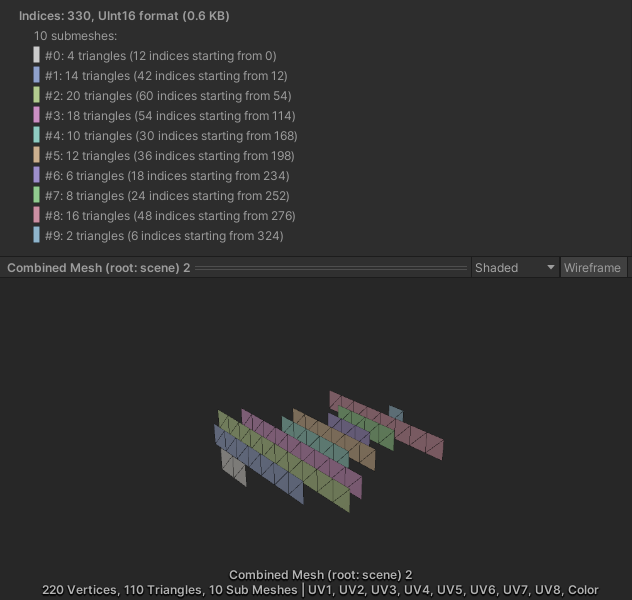 Indices: 330, UInt16 format (0.6 KB)
10 submeshes:
#0: 4 triangles (12 indices starting from 0)
#1: 14 triangles (42 indices starting from 12)
#2: 20 triangles (60 indices starting from 54)
#3: 18 triangles (54 indices starting from 114)
#4: 10 triangles (30 indices starting from 168)
#5: 12 triangles (36 indices starting from 198)
#6: 6 triangles (18 indices starting from 234)
#7: 8 triangles (24 indices starting from 252)
#8: 16 triangles (48 indices starting from 276)
#9: 2 triangles (6 indices starting from 324)
Combined Mesh (root: scene) 2 Shaded Wireframe
Combined Mesh (root: scene) 2
220 Vertices, 110 Triangles, 10 Sub Meshes | UV1, UV2, UV3, UV4, UV5, UV6, UV7, UV8, Color